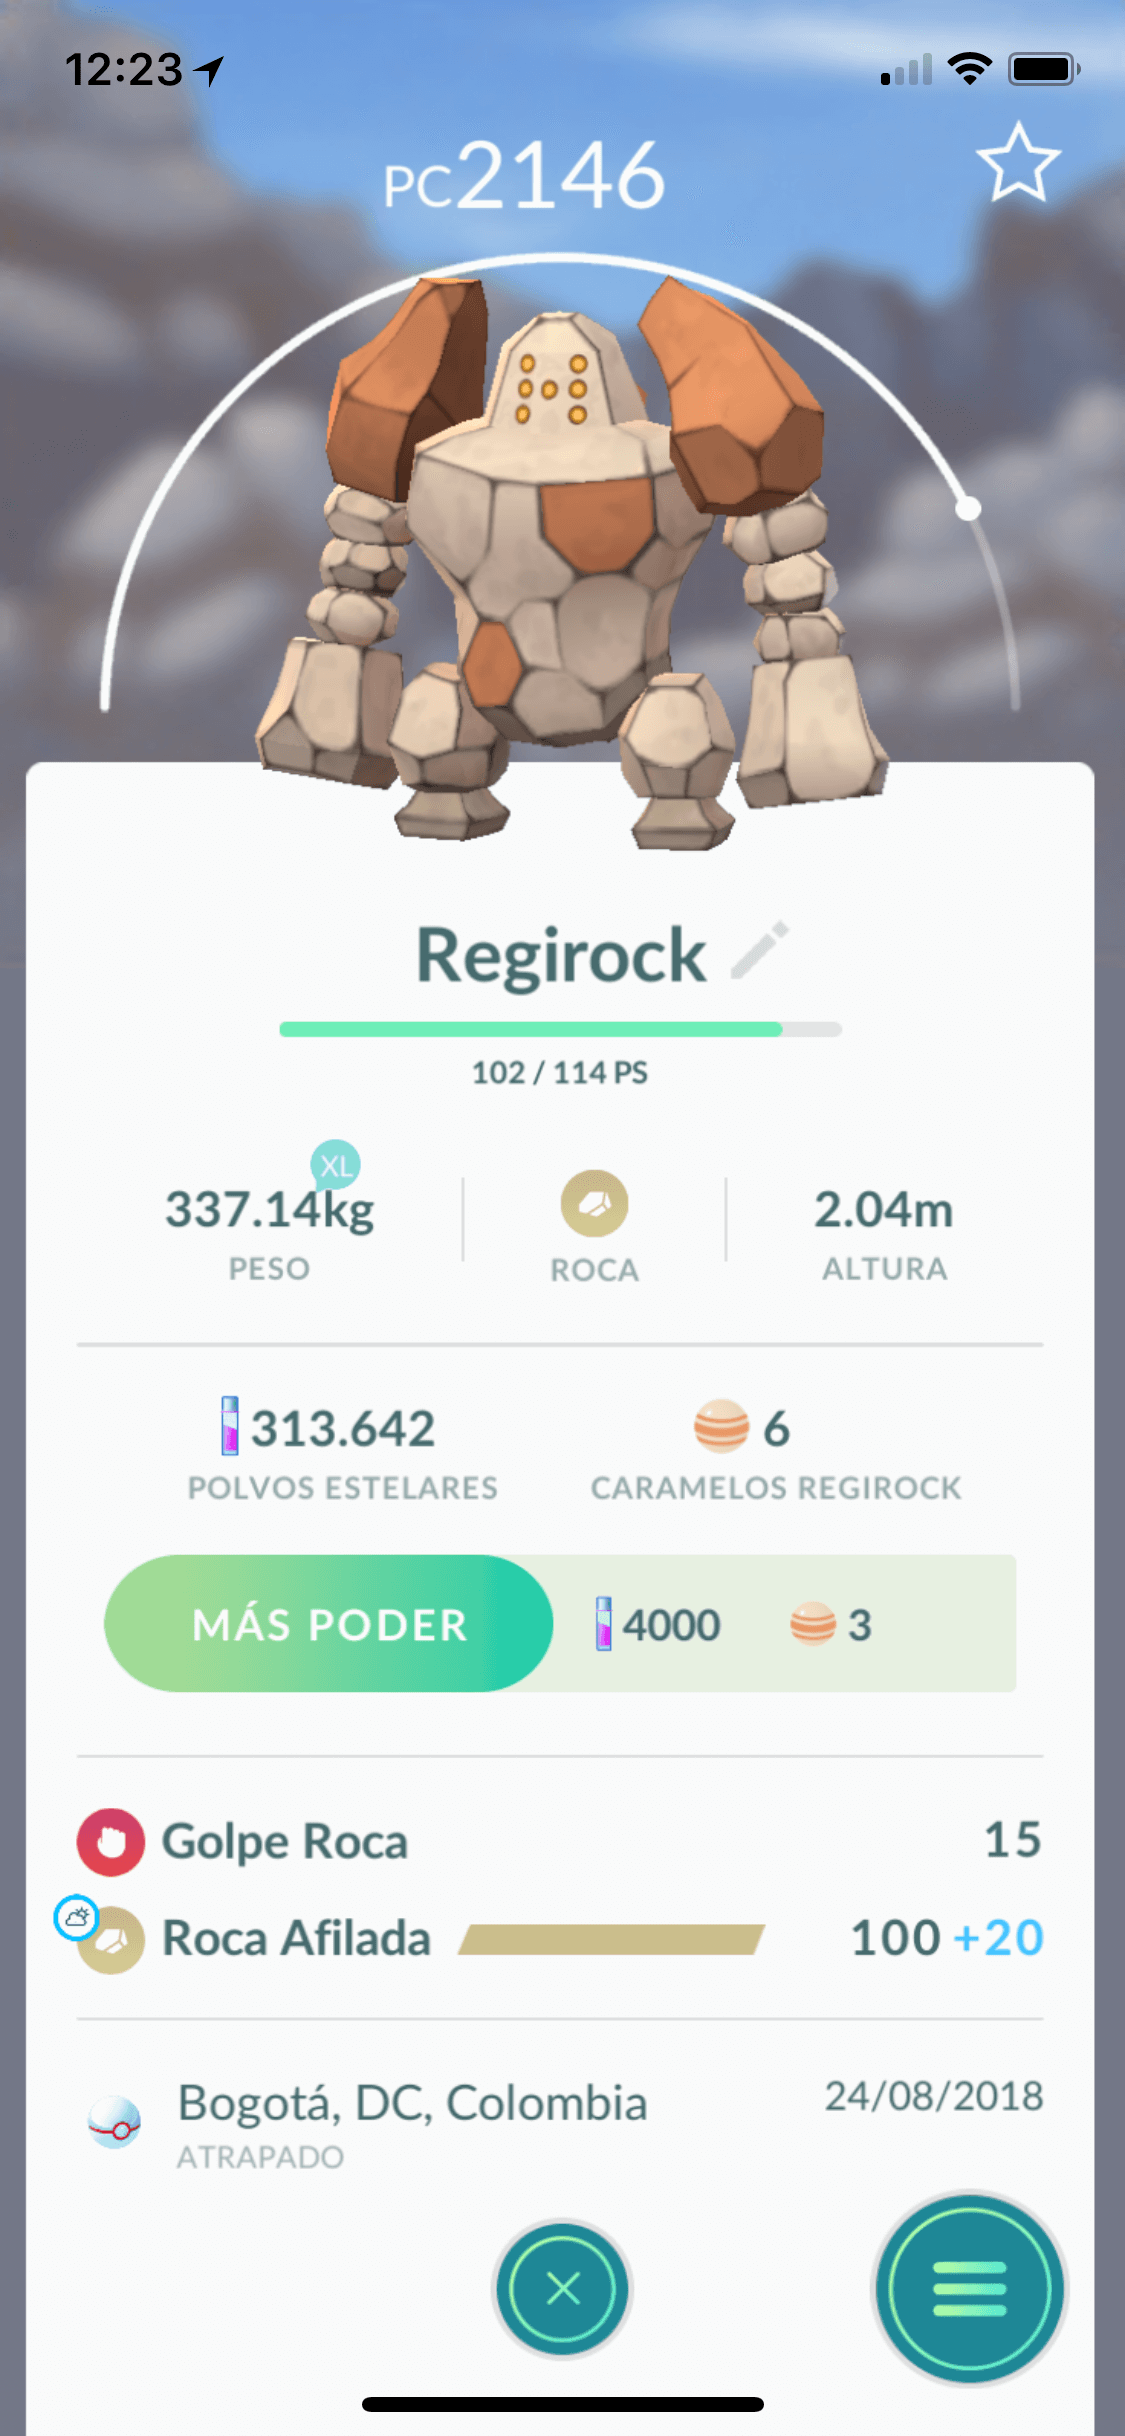 12:23
PC2146
Regirock
102 / 114 PS
XL
337.14kg
PESO
ROCA
2.04m
ALTURA
313.642
POLVOS ESTELARES
6
CARAMELOS REGIROCK
MÁS PODER 4000 3
Golpe Roca 15
Roca Afilada 100 +20
Bogotá, DC, Colombia 24/08/2018
ATRAPADO